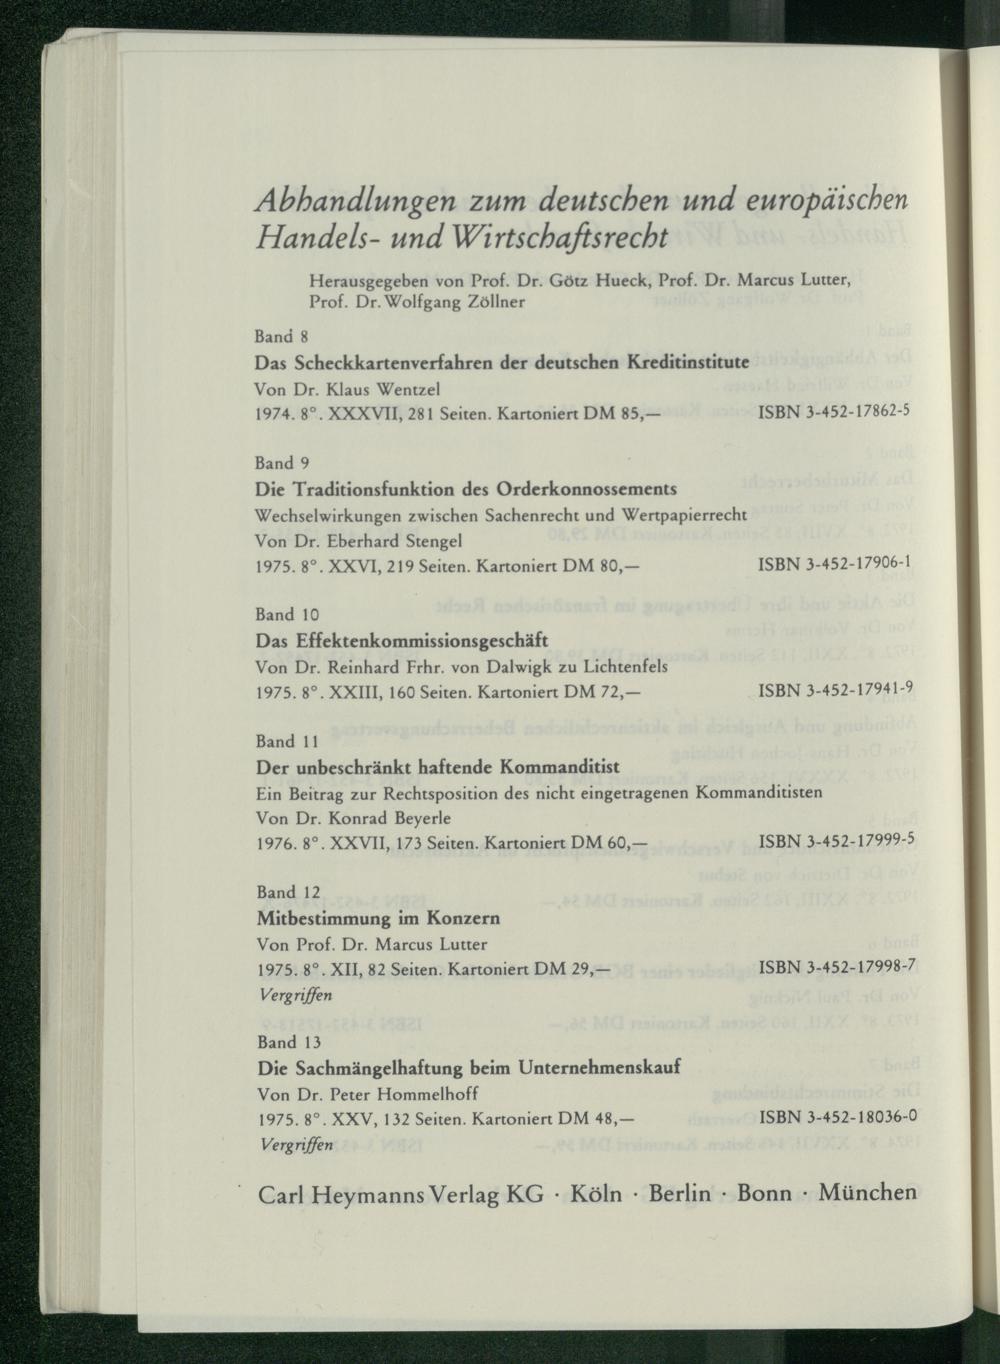 Abhandlungen zum deutschen und europäischen
Handels- und Wirtschaftsrecht
Herausgegeben von Prof. Dr. Götz Hueck, Prof. Dr. Marcus Lutter,
Prof. Dr. Wolfgang Zöllner
Band 8
Das Scheckkartenverfahren der deutschen Kreditinstitute
Von Dr. Klaus Wentzel
1974. 8°. XXXVII, 281 Seiten. Kartoniert DM 85,— ISBN 3-452-17862-5
Band 9
Die Traditionsfunktion des Orderkonnossements
Wechselwirkungen zwischen Sachenrecht und Wertpapierrecht
Von Dr. Eberhard Stengel
1975. 8°. XXVI, 219 Seiten. Kartoniert DM 80,— ISBN 3-452-17906-1
Band 10
Das Effektenkommissionsgeschäft
Von Dr. Reinhard Frhr. von Dalwigk zu Lichtenfels
1975. 8°. XXIII, 160 Seiten. Kartoniert DM 72,— ISBN 3-452-17941-9
Band 11
Der unbeschränkt haftende Kommanditist
Ein Beitrag zur Rechtsposition des nicht eingetragenen Kommanditisten
Von Dr. Konrad Beyerle
1976. 8°. XXVII, 173 Seiten. Kartoniert DM 60,— ISBN 3-452-17999-5
Band 12
Mitbestimmung im Konzern
Von Prof. Dr. Marcus Lutter
1975. 8°. XII, 82 Seiten. Kartoniert DM 29,— ISBN 3-452-17998-7
Vergriffen
Band 13
Die Sachmängelhaftung beim Unternehmenskauf
Von Dr. Peter Hommelhoff
1975. 8°. XXV, 132 Seiten. Kartoniert DM 48,— ISBN 3-452-18036-0
Vergriffen
Carl Heymanns Verlag KG · Köln · Berlin · Bonn · München